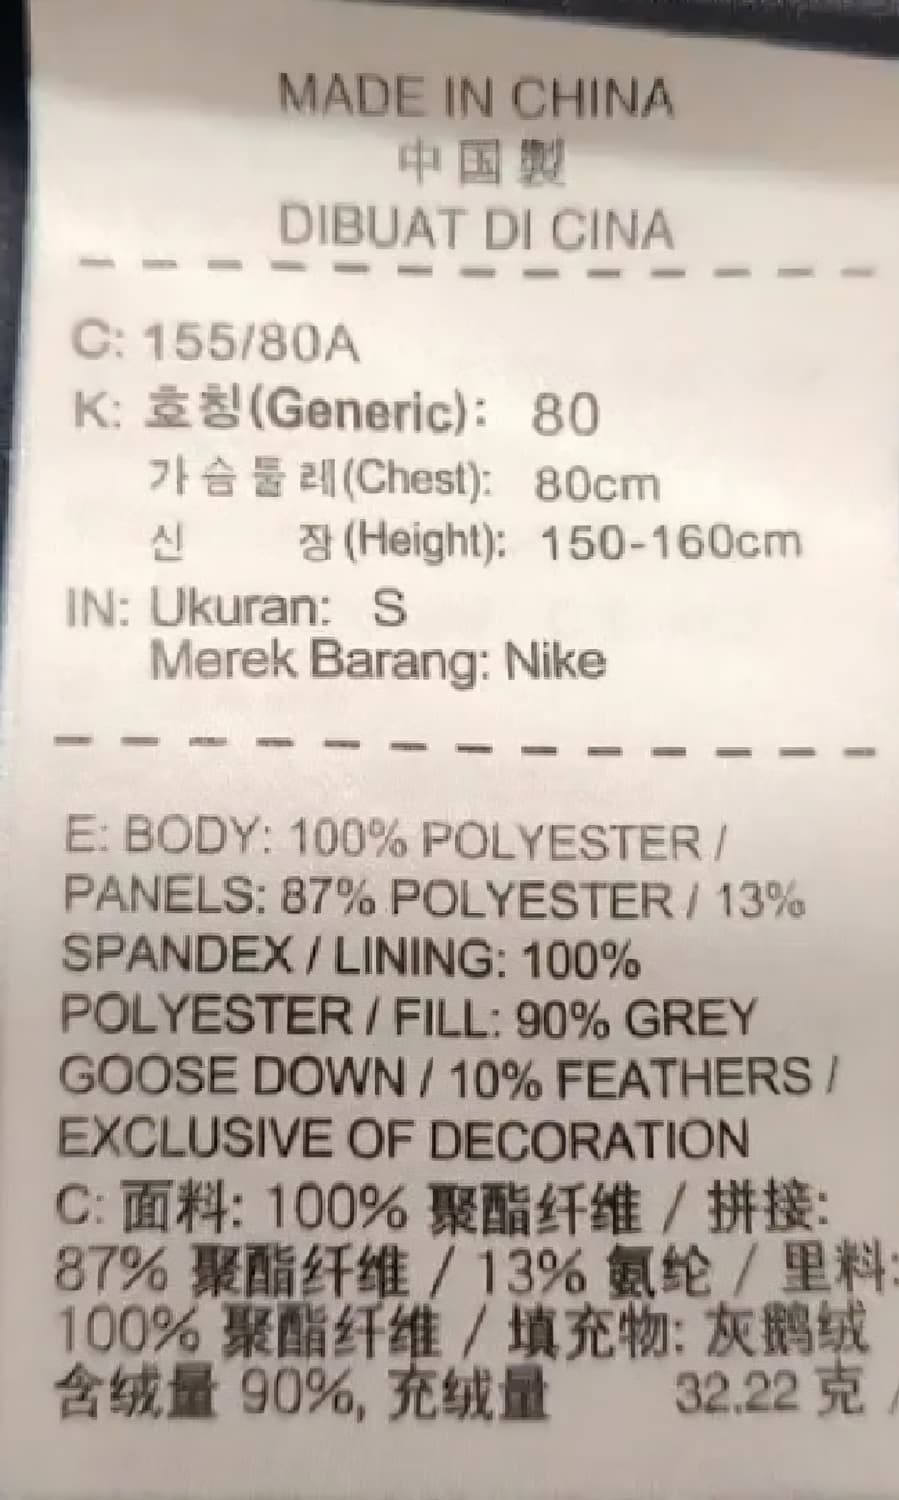 MADE IN CHINA
中国製
DIBUAT DI CINA
C: 155/80A
K: 호칭(Generic): 80
가슴둘레(Chest): 80cm
신 장(Height): 150-160cm
IN: Ukuran: S
Merek Barang: Nike
E: BODY: 100% POLYESTER /
PANELS: 87% POLYESTER / 13%
SPANDEX / LINING: 100%
POLYESTER / FILL: 90% GREY
GOOSE DOWN / 10% FEATHERS /
EXCLUSIVE OF DECORATION
C: 面料: 100% 聚酯纤维 / 拼接:
87% 聚酯纤维 / 13% 氨纶 / 里料:
100% 聚酯纤维 / 填充物: 灰鹅绒
含绒量 90%, 充绒量 32.22 克 /